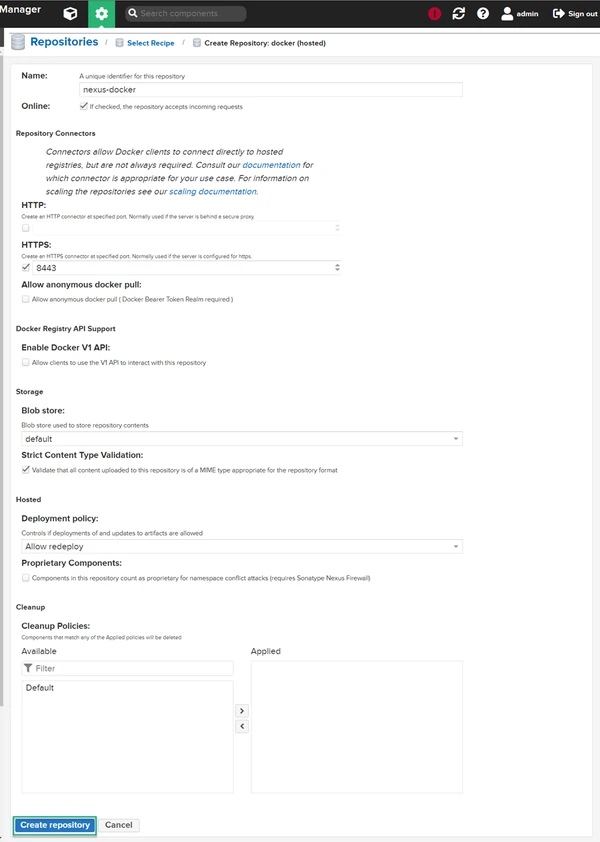 Manager
Search components
admin
Sign out
Repositories / Select Recipe / Create Repository: docker (hosted)
Name:
A unique identifier for this repository
nexus-docker
Online:
If checked, the repository accepts incoming requests
Repository Connectors
Connectors allow Docker clients to connect directly to hosted
registries, but are not always required. Consult our documentation for
which connector is appropriate for your use case. For information on
scaling the repositories see our scaling documentation.
HTTP:
Create an HTTP connector at specified port. Normally used if the server is behind a secure proxy.
HTTPS:
Create an HTTPS connector at specified port. Normally used if the server is configured for https.
8443
Allow anonymous docker pull:
Allow anonymous docker pull ( Docker Bearer Token Realm required )
Docker Registry API Support
Enable Docker V1 API:
Allow clients to use the V1 API to interact with this repository
Storage
Blob store:
Blob store used to store repository contents
default
Strict Content Type Validation:
Validate that all content uploaded to this repository is of a MIME type appropriate for the repository format
Hosted
Deployment policy:
Controls if deployments of and updates to artifacts are allowed
Allow redeploy
Proprietary Components:
Components in this repository count as proprietary for namespace conflict attacks (requires Sonatype Nexus Firewall)
Cleanup
Cleanup Policies:
Components that match any of the Applied policies will be deleted
Available
Applied
Filter
Default
Create repository
Cancel